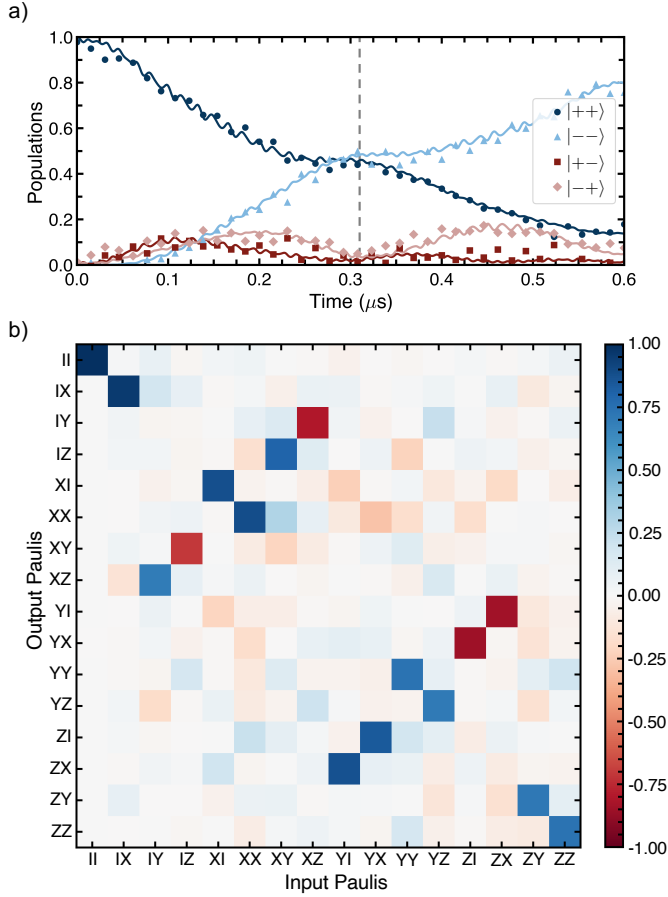 a)
1.0
0.8
0.6
0.4
0.2
0.0
Populations
|++⟩
|−−⟩
|+−⟩
|−+⟩
0.0 0.1 0.2 0.3 0.4 0.5 0.6
Time (μs)
b)
II
IX
IY
IZ
XI
XX
XY
XZ
YI
YX
YY
YZ
ZI
ZX
ZY
ZZ
Output Paulis
II IX IY IZ XI XX XY XZ YI YX YY YZ ZI ZX ZY ZZ
Input Paulis
1.00
0.75
0.50
0.25
0.00
-0.25
-0.50
-0.75
-1.00